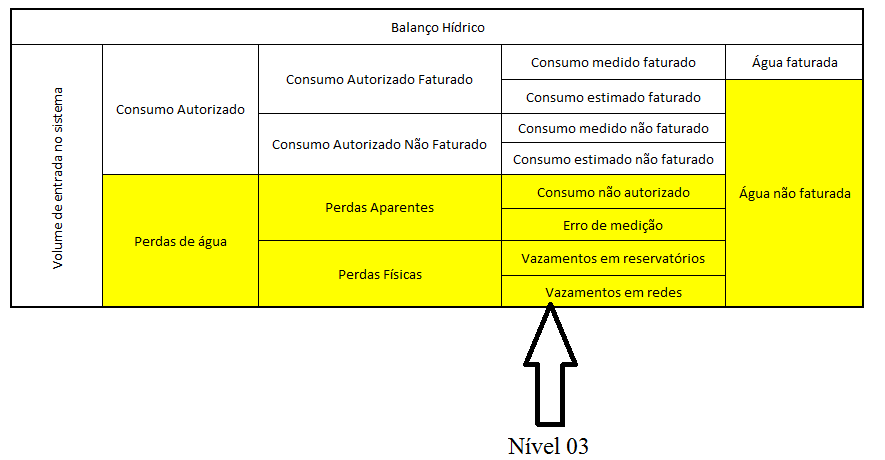 Balanço Hídrico
Volume de entrada no sistema
Consumo Autorizado
Consumo Autorizado Faturado
Consumo medido faturado
Água faturada
Consumo estimado faturado
Água não faturada
Consumo Autorizado Não Faturado
Consumo medido não faturado
Consumo estimado não faturado
Perdas de água
Perdas Aparentes
Consumo não autorizado
Erro de medição
Perdas Físicas
Vazamentos em reservatórios
Vazamentos em redes
Nível 03